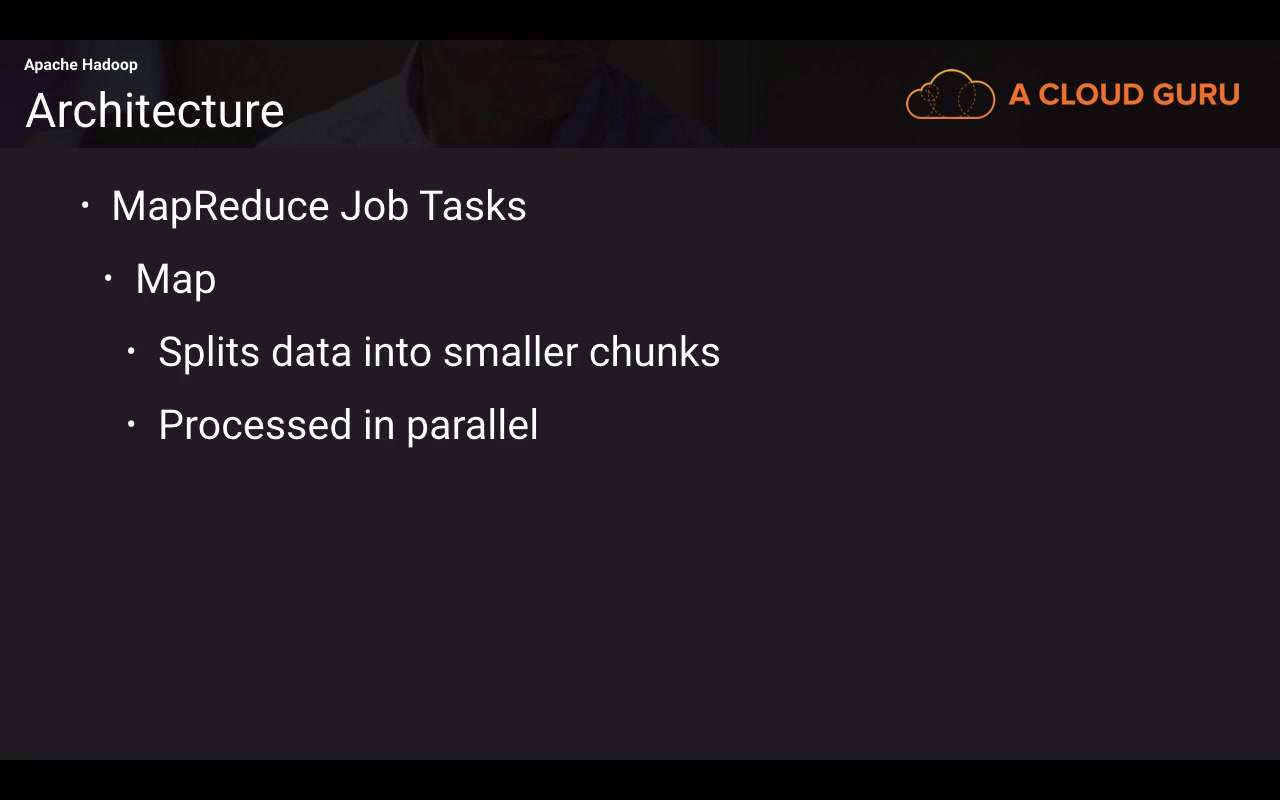 Apache Hadoop
Architecture
A CLOUD GURU
• MapReduce Job Tasks
• Map
• Splits data into smaller chunks
• Processed in parallel